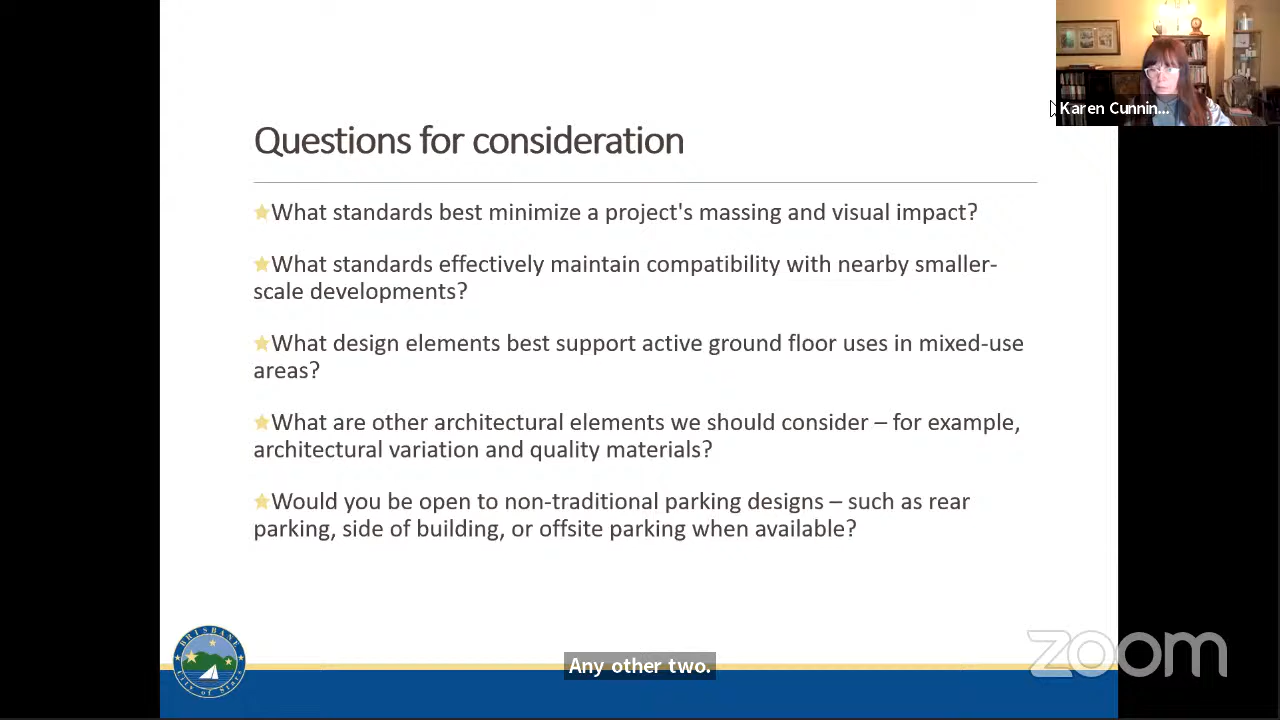 Karen Cunnin...
Questions for consideration
What standards best minimize a project's massing and visual impact?
What standards effectively maintain compatibility with nearby smaller-
scale developments?
What design elements best support active ground floor uses in mixed-use
areas?
What are other architectural elements we should consider – for example,
architectural variation and quality materials?
Would you be open to non-traditional parking designs – such as rear
parking, side of building, or offsite parking when available?
BRISBANE
City of Stars
zoom
Any other two.